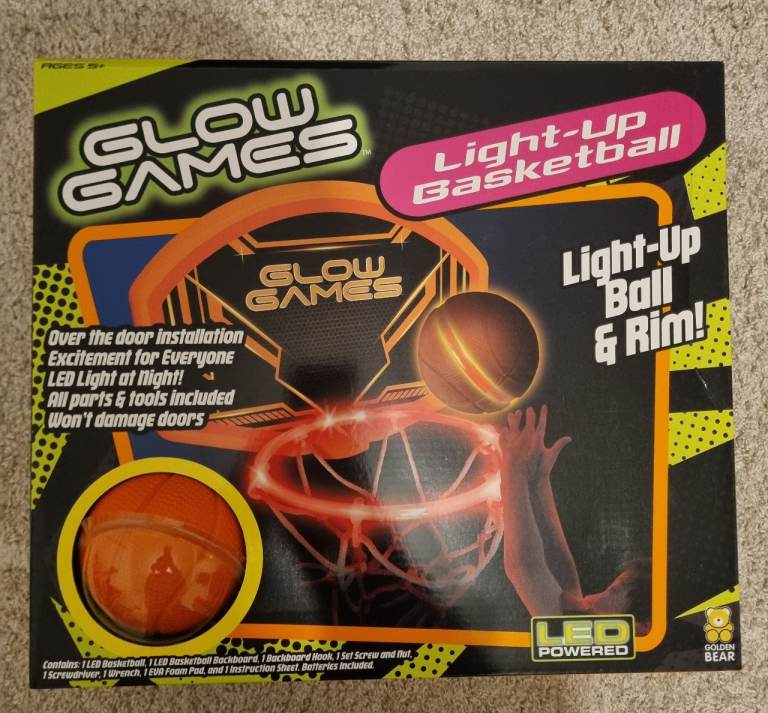 AGES 5+
GLOW
GAMES™
Light-Up
Basketball
Light-Up
Ball
& Rim!
GLOW
GAMES
Over the door installation
Excitement for Everyone
LED Light at Night!
All parts & tools included
Won't damage doors
LED
POWERED
GOLDEN
BEAR
Contains: 1 LED Basketball, 1 LED Basketball Backboard, 1 Backboard Hook, 1 Set Screw and Nut,
1 Screwdriver, 1 Wrench, 1 EVA Foam Pad, and 1 Instruction Sheet. Batteries Included.